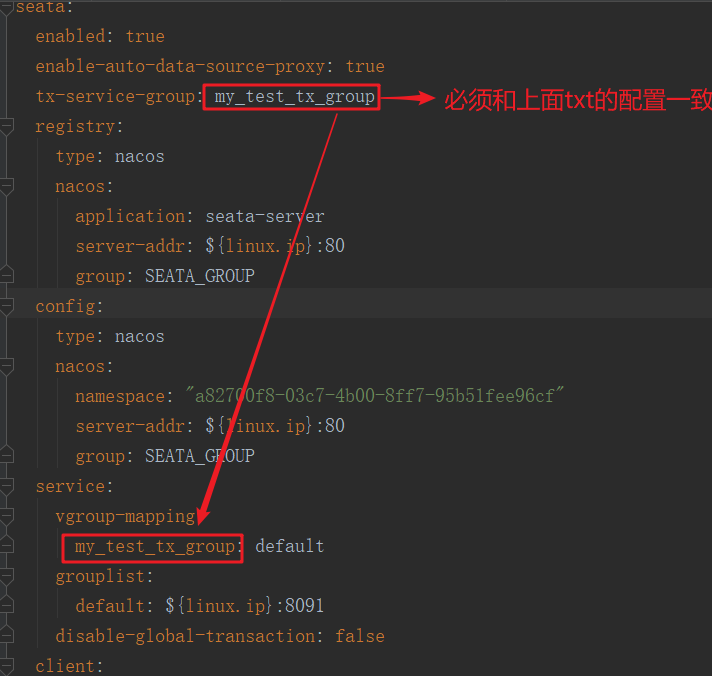 seata:
enabled: true
enable-auto-data-source-proxy: true
tx-service-group: my_test_tx_group 必须和上面txt的配置一致
registry:
type: nacos
nacos:
application: seata-server
server-addr: ${linux.ip}:80
group: SEATA_GROUP
config:
type: nacos
nacos:
namespace: "a82700f8-03c7-4b00-8ff7-95b51fee96cf"
server-addr: ${linux.ip}:80
group: SEATA_GROUP
service:
vgroup-mapping:
my_test_tx_group: default
grouplist:
default: ${linux.ip}:8091
disable-global-transaction: false
client: